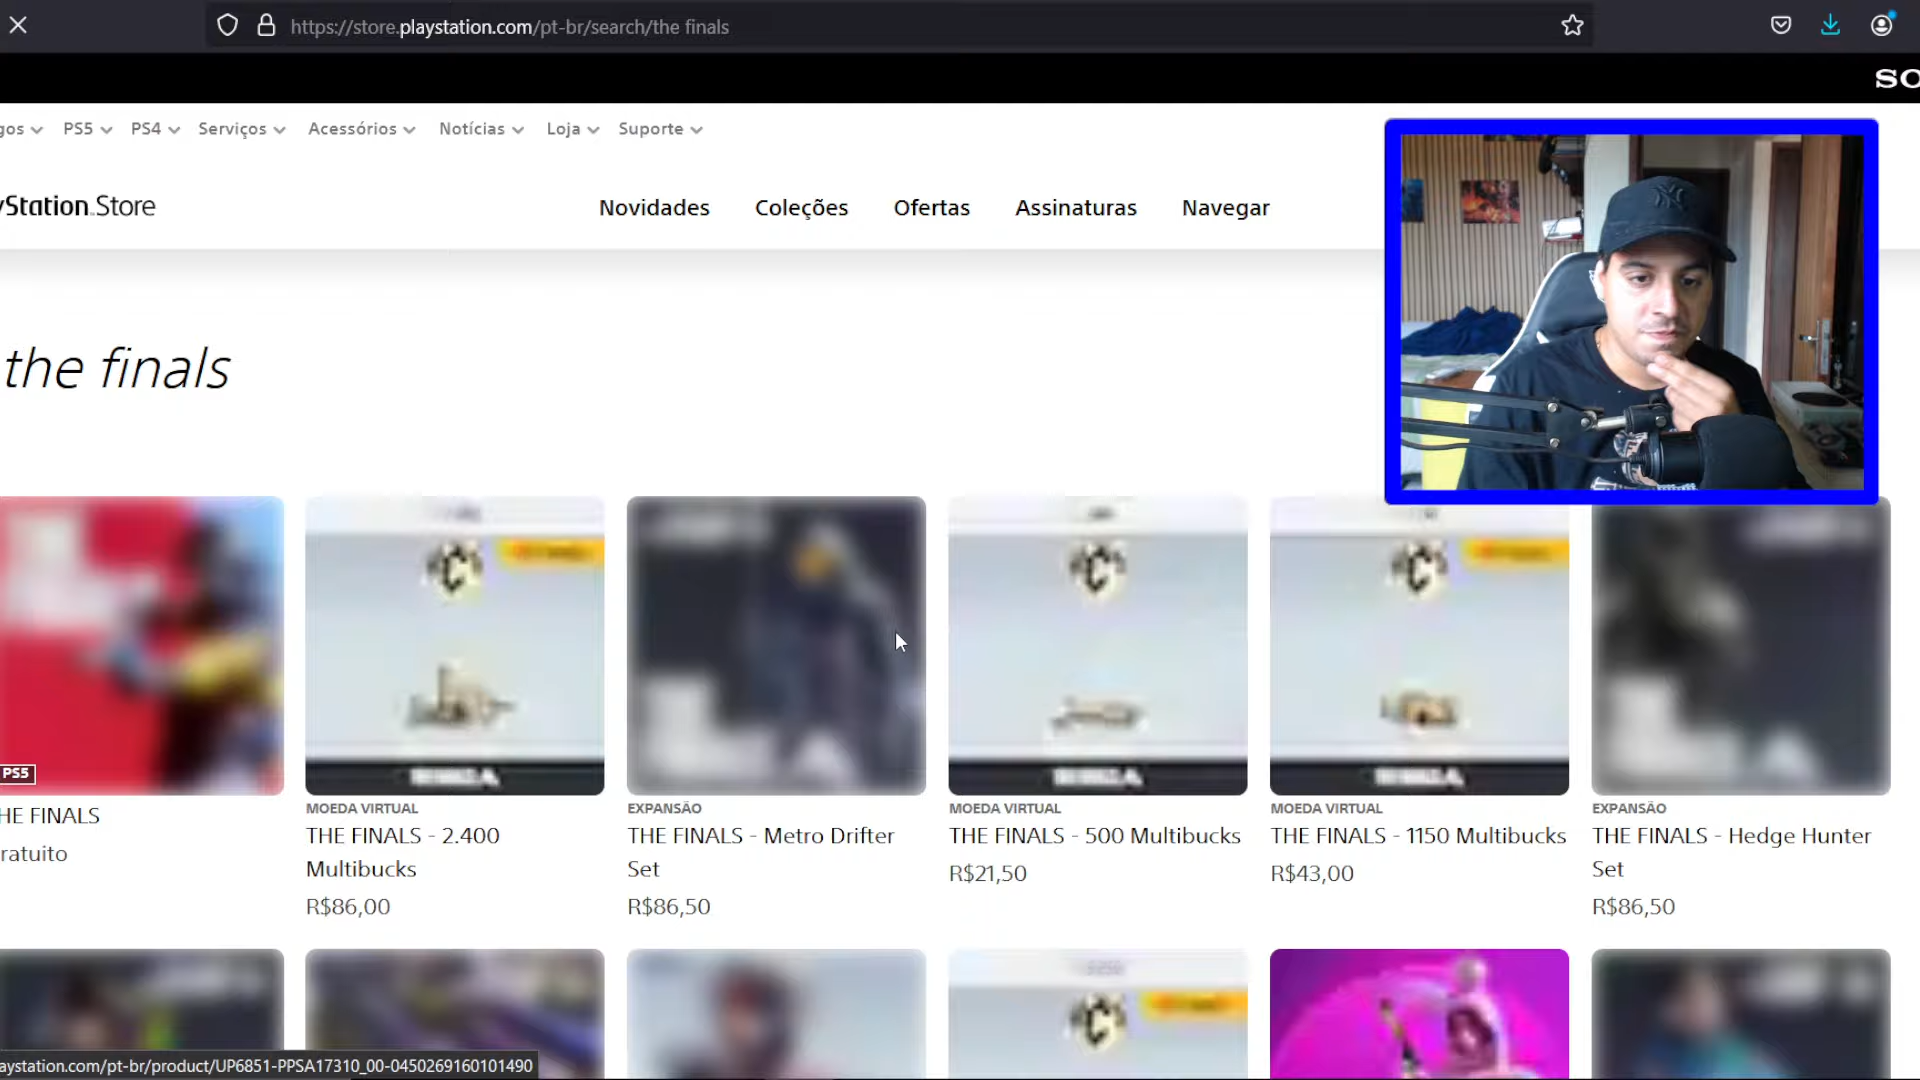 https://store.playstation.com/pt-br/search/the finals
SO
gos PS5 PS4 Serviços Acessórios Notícias Loja Suporte
yStation Store
Novidades Coleções Ofertas Assinaturas Navegar
the finals
PS5
HE FINALS
ratuito
MOEDA VIRTUAL
THE FINALS - 2.400
Multibucks
R$86,00
EXPANSÃO
THE FINALS - Metro Drifter
Set
R$86,50
MOEDA VIRTUAL
THE FINALS - 500 Multibucks
R$21,50
MOEDA VIRTUAL
THE FINALS - 1150 Multibucks
R$43,00
EXPANSÃO
THE FINALS - Hedge Hunter
Set
R$86,50
aystation.com/pt-br/product/UP6851-PPSA17310_00-0450269160101490